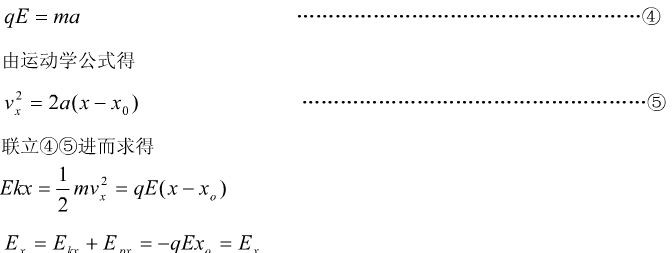 qE = ma ……………………………………………………④
由运动学公式得
v_x^2 = 2a(x − x_0) ……………………………………………………⑤
联立④⑤进而求得
Ekx = \frac{1}{2} mv_x^2 = qE(x − x_o)
E_x = E_{kx} + E_{px} = −qEx_o = E_x